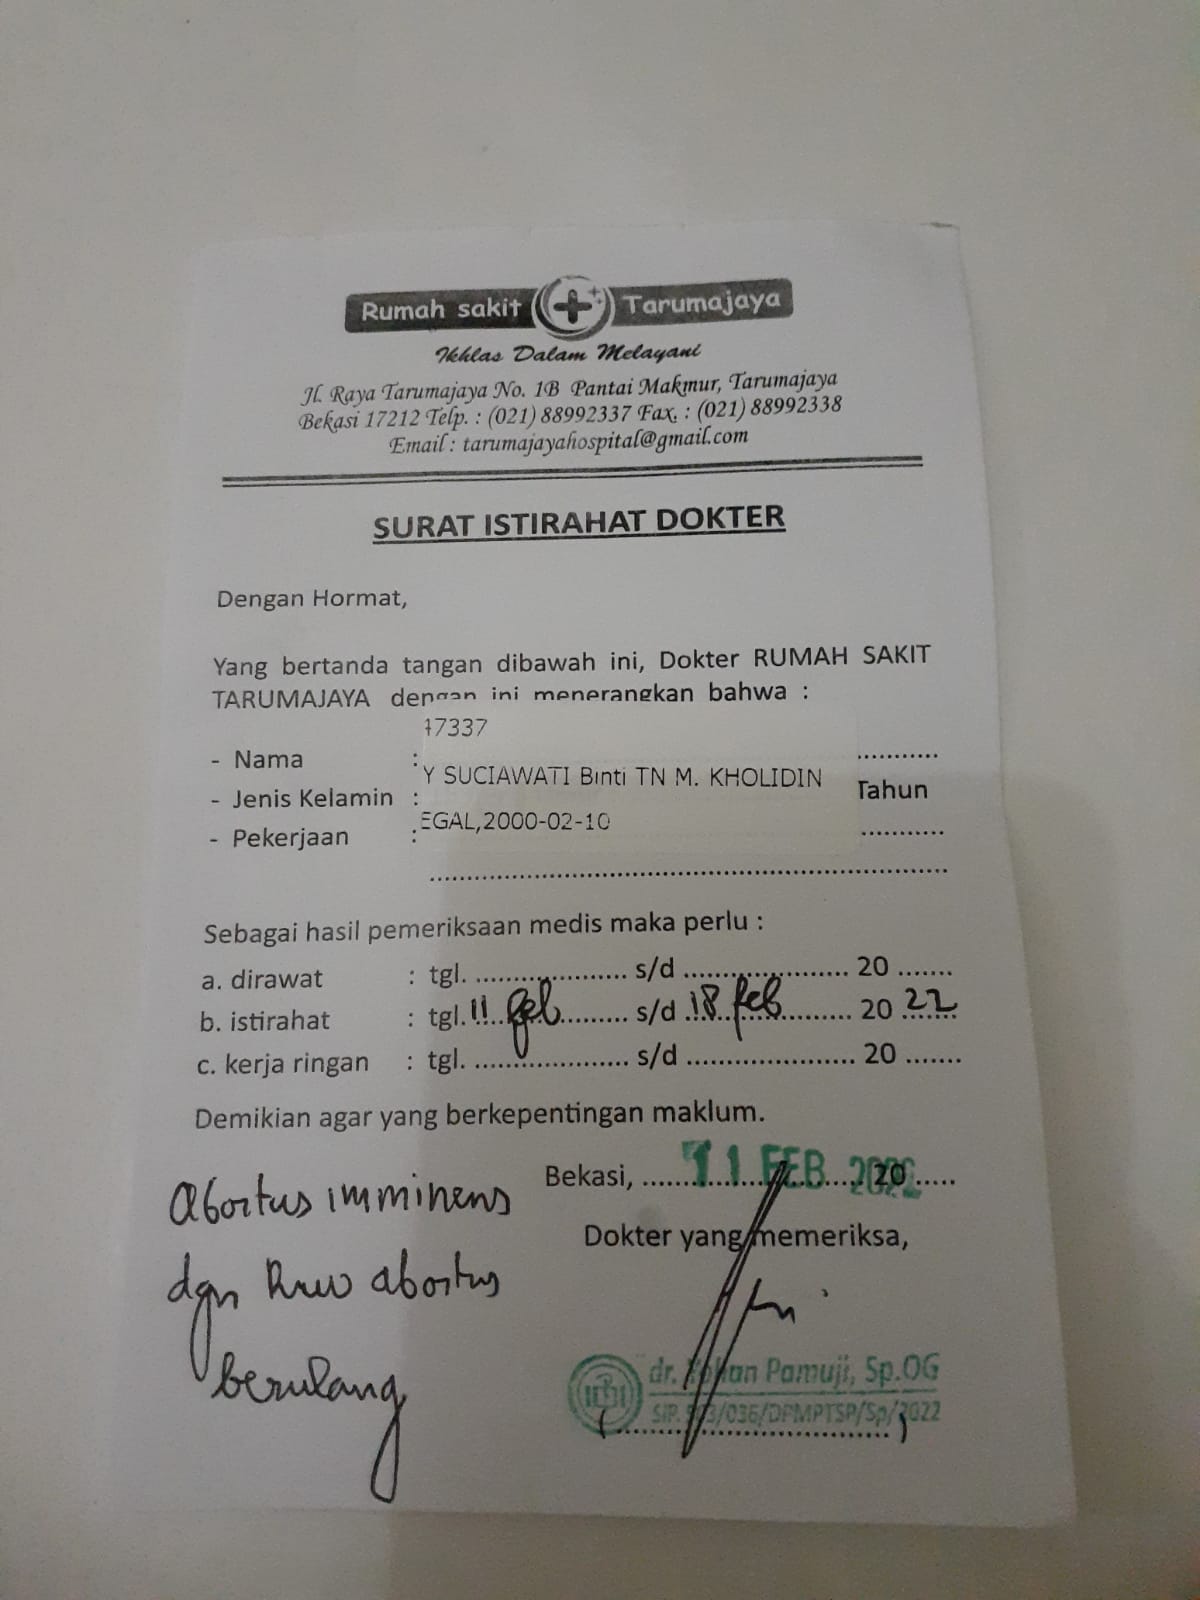 Rumah sakit Tarumajaya
Ikhlas Dalam Melayani
Jl. Raya Tarumajaya No. 1B Pantai Makmur, Tarumajaya
Bekasi 17212 Telp. : (021) 88992337 Fax. : (021) 88992338
Email : tarumajayahospital@gmail.com
SURAT ISTIRAHAT DOKTER
Dengan Hormat,
Yang bertanda tangan dibawah ini, Dokter RUMAH SAKIT
TARUMAJAYA dengan ini menerangkan bahwa :
47337
- Nama : ...........
Y SUCIAWATI Binti TN M. KHOLIDIN
- Jenis Kelamin : Tahun
EGAL,2000-02-10
- Pekerjaan : ...........
Sebagai hasil pemeriksaan medis maka perlu :
a. dirawat : tgl. .................... s/d ..................... 20 .......
b. istirahat : tgl. 11 feb s/d 18 feb 20 22
c. kerja ringan : tgl. .................... s/d ..................... 20 .......
Demikian agar yang berkepentingan maklum.
Bekasi, 11 FEB 2022 20 .....
Dokter yang memeriksa,
Abortus imminens
dgn abortus
berulang
dr. Pamuji, Sp.OG
SIP. /036/DPMPTSP/Sp/2022